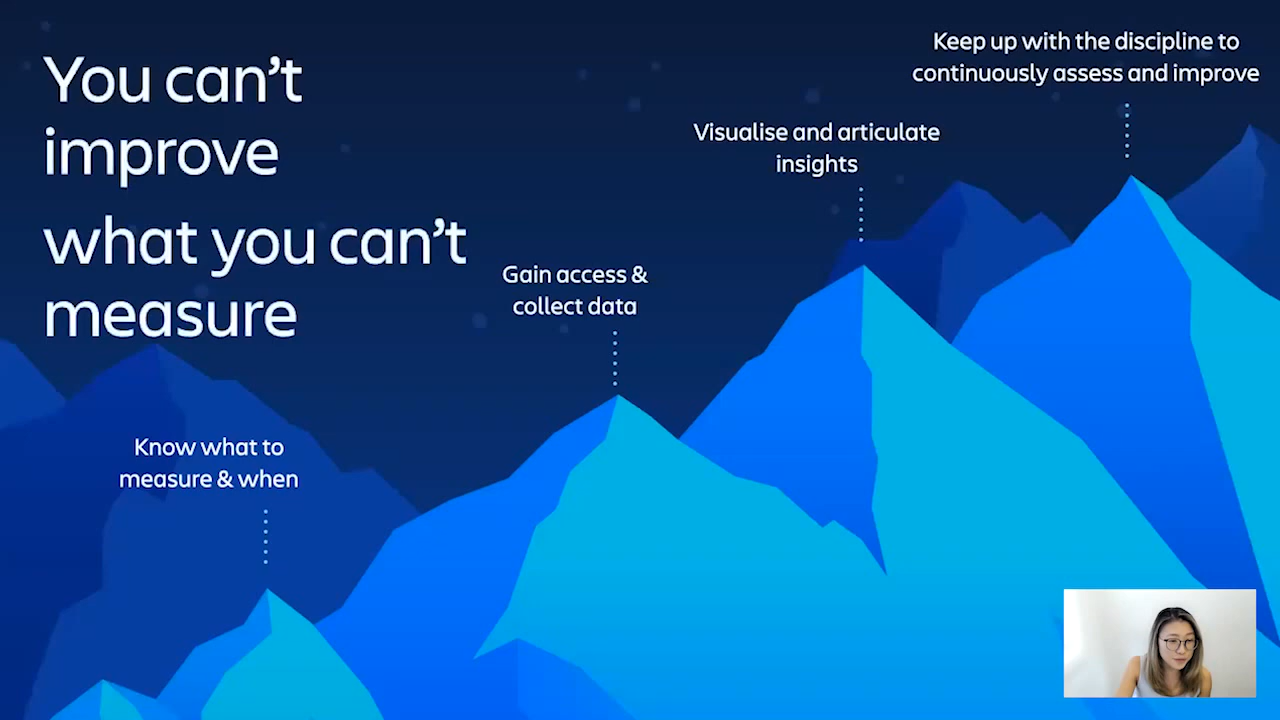 You can't
improve
what you can't
measure
Know what to
measure & when
Gain access &
collect data
Visualise and articulate
insights
Keep up with the discipline to
continuously assess and improve